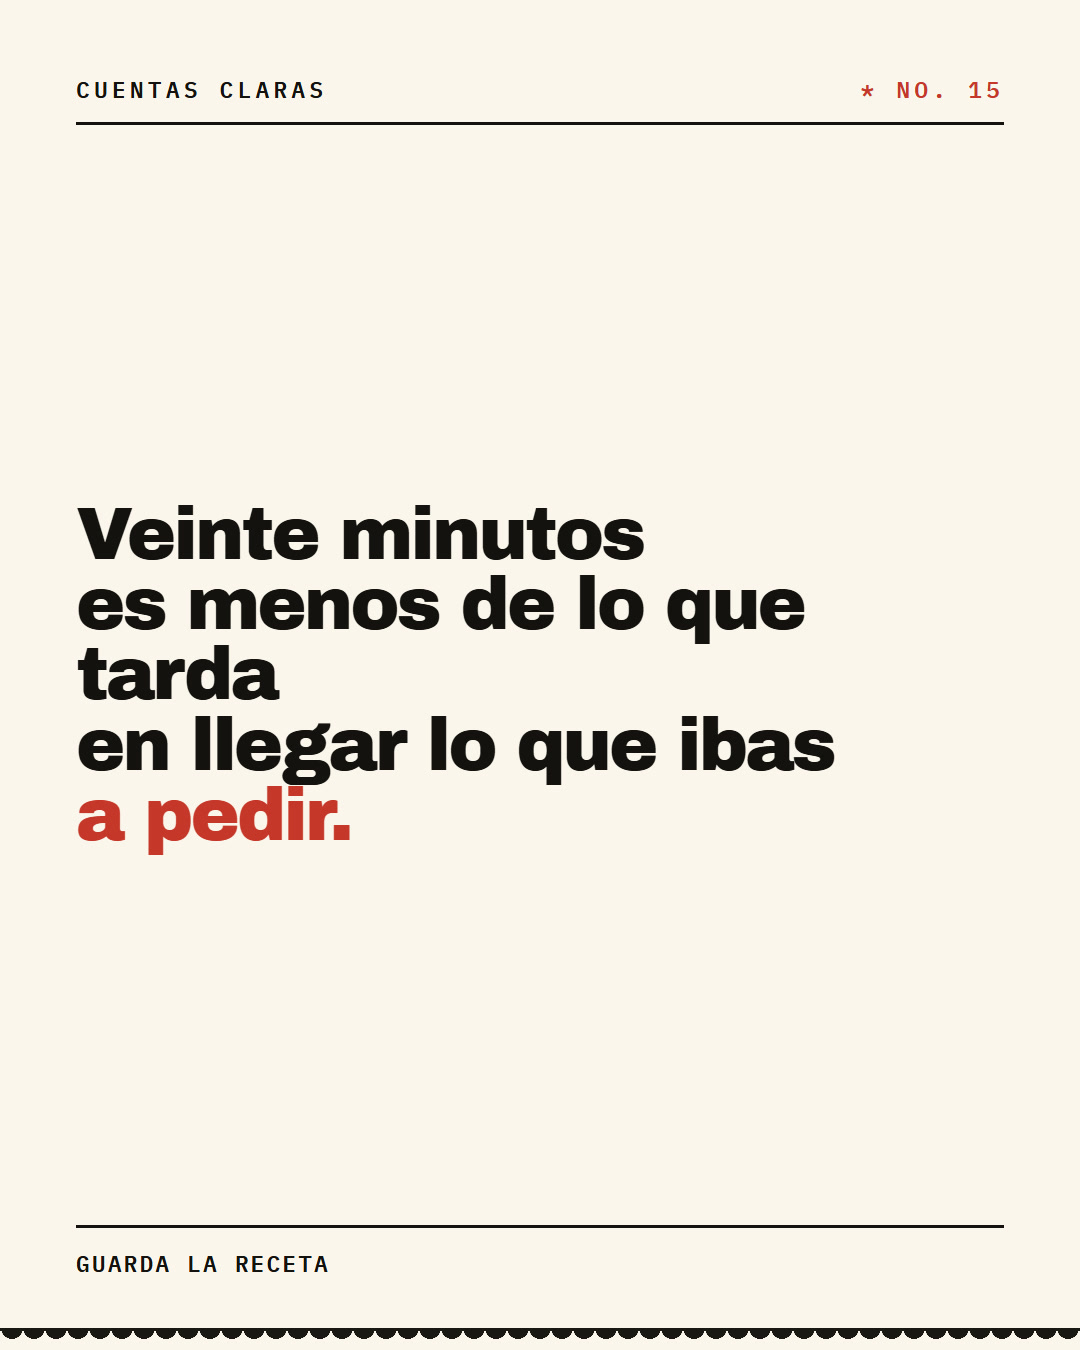 CUENTAS CLARAS
* NO. 15
Veinte minutos
es menos de lo que
tarda
en llegar lo que ibas
a pedir.
GUARDA LA RECETA